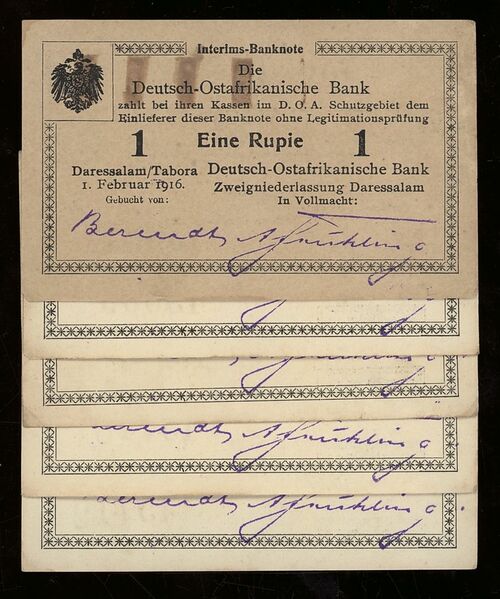 Interims-Banknote
Die
Deutsch-Ostafrikanische Bank
zahlt bei ihren Kassen im D. O. A. Schutzgebiet dem
Einlieferer dieser Banknote ohne Legitimationsprüfung
1 Eine Rupie 1
Daressalam/Tabora
1. Februar 1916.
Gebucht von:
Deutsch-Ostafrikanische Bank
Zweigniederlassung Daressalam
In Vollmacht:
Berendt